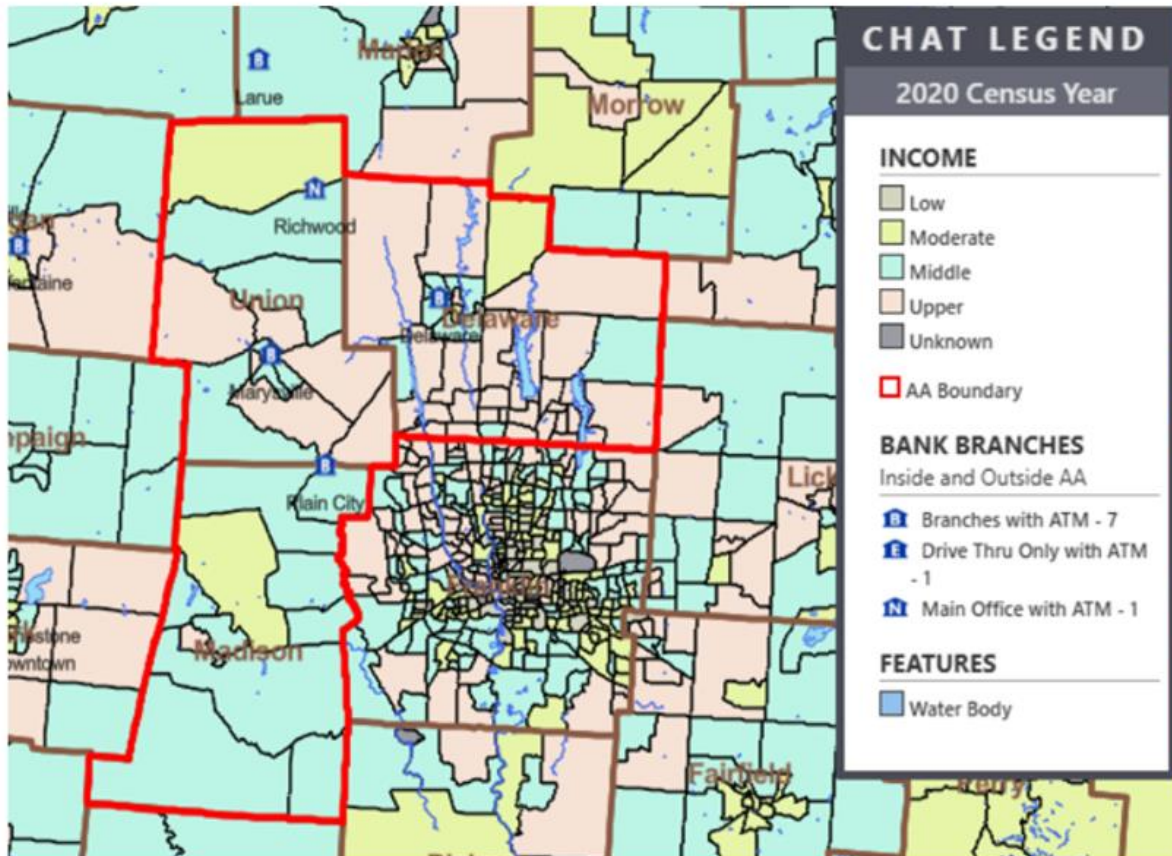 Marion
Larue
Morrow
Richwood
Union
Delaware
Delaware
Marysville
Plain City
Franklin
Madison
Fairfield
Perry
CHAT LEGEND
2020 Census Year
INCOME
Low
Moderate
Middle
Upper
Unknown
AA Boundary
BANK BRANCHES
Inside and Outside AA
B Branches with ATM - 7
E Drive Thru Only with ATM
- 1
N Main Office with ATM - 1
FEATURES
Water Body